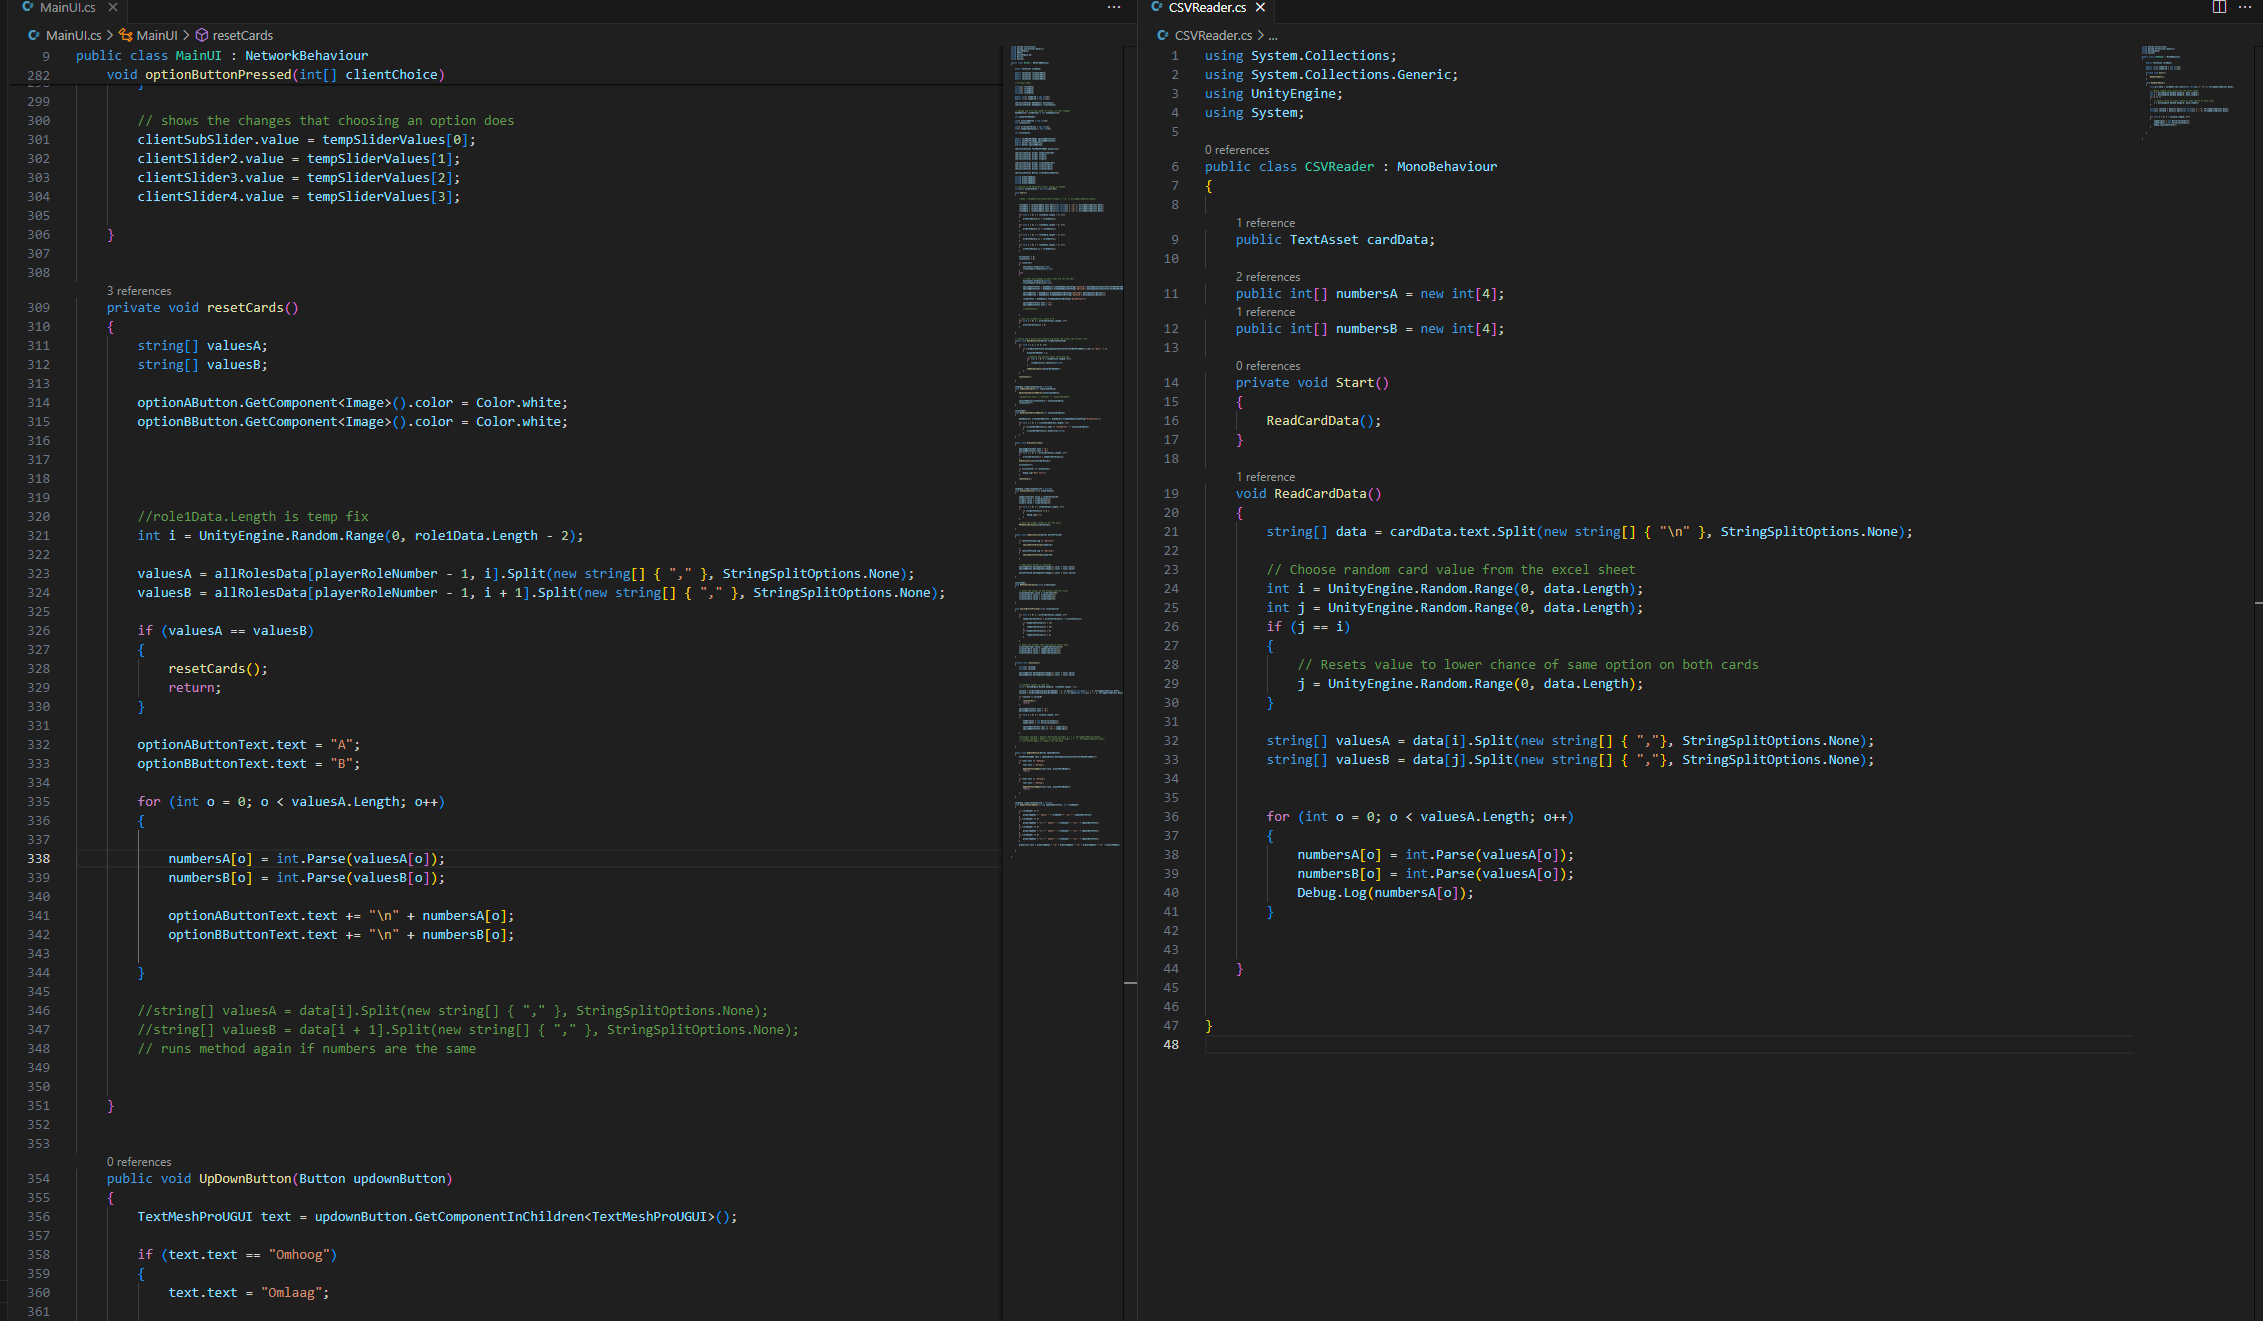 MainUI.cs
MainUI.cs > MainUI > resetCards
9 public class MainUI : NetworkBehaviour
282 void optionButtonPressed(int[] clientChoice)
298 }
299
300 // shows the changes that choosing an option does
301 clientSubSlider.value = tempSliderValues[0];
302 clientSlider2.value = tempSliderValues[1];
303 clientSlider3.value = tempSliderValues[2];
304 clientSlider4.value = tempSliderValues[3];
305
306 }
307
308
3 references
309 private void resetCards()
310 {
311 string[] valuesA;
312 string[] valuesB;
313
314 optionAButton.GetComponent<Image>().color = Color.white;
315 optionBButton.GetComponent<Image>().color = Color.white;
316
317
318
319
320 //role1Data.Length is temp fix
321 int i = UnityEngine.Random.Range(0, role1Data.Length - 2);
322
323 valuesA = allRolesData[playerRoleNumber - 1, i].Split(new string[] { "," }, StringSplitOptions.None);
324 valuesB = allRolesData[playerRoleNumber - 1, i + 1].Split(new string[] { "," }, StringSplitOptions.None);
325
326 if (valuesA == valuesB)
327 {
328 resetCards();
329 return;
330 }
331
332 optionAButtonText.text = "A";
333 optionBButtonText.text = "B";
334
335 for (int o = 0; o < valuesA.Length; o++)
336 {
337
338 numbersA[o] = int.Parse(valuesA[o]);
339 numbersB[o] = int.Parse(valuesB[o]);
340
341 optionAButtonText.text += "\n" + numbersA[o];
342 optionBButtonText.text += "\n" + numbersB[o];
343
344 }
345
346 //string[] valuesA = data[i].Split(new string[] { "," }, StringSplitOptions.None);
347 //string[] valuesB = data[i + 1].Split(new string[] { "," }, StringSplitOptions.None);
348 // runs method again if numbers are the same
349
350
351 }
352
353
0 references
354 public void UpDownButton(Button updownButton)
355 {
356 TextMeshProUGUI text = updownButton.GetComponentInChildren<TextMeshProUGUI>();
357
358 if (text.text == "Omhoog")
359 {
360 text.text = "Omlaag";
361
CSVReader.cs
CSVReader.cs > ...
1 using System.Collections;
2 using System.Collections.Generic;
3 using UnityEngine;
4 using System;
5
0 references
6 public class CSVReader : MonoBehaviour
7 {
8
1 reference
9 public TextAsset cardData;
10
2 references
11 public int[] numbersA = new int[4];
1 reference
12 public int[] numbersB = new int[4];
13
0 references
14 private void Start()
15 {
16 ReadCardData();
17 }
18
1 reference
19 void ReadCardData()
20 {
21 string[] data = cardData.text.Split(new string[] { "\n" }, StringSplitOptions.None);
22
23 // Choose random card value from the excel sheet
24 int i = UnityEngine.Random.Range(0, data.Length);
25 int j = UnityEngine.Random.Range(0, data.Length);
26 if (j == i)
27 {
28 // Resets value to lower chance of same option on both cards
29 j = UnityEngine.Random.Range(0, data.Length);
30 }
31
32 string[] valuesA = data[i].Split(new string[] { ","}, StringSplitOptions.None);
33 string[] valuesB = data[j].Split(new string[] { ","}, StringSplitOptions.None);
34
35
36 for (int o = 0; o < valuesA.Length; o++)
37 {
38 numbersA[o] = int.Parse(valuesA[o]);
39 numbersB[o] = int.Parse(valuesA[o]);
40 Debug.Log(numbersA[o]);
41 }
42
43
44 }
45
46
47 }
48